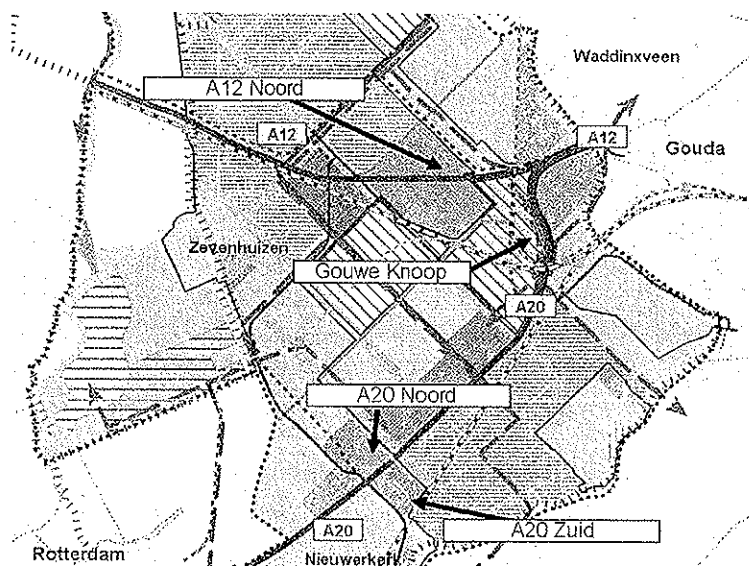 Waddinxveen
A12 Noord
A12
A12
Gouda
Zevenhuizen
Gouwe Knoop
A20
A20 Noord
A20
A20 Zuid
Rotterdam
Nieuwerkerk